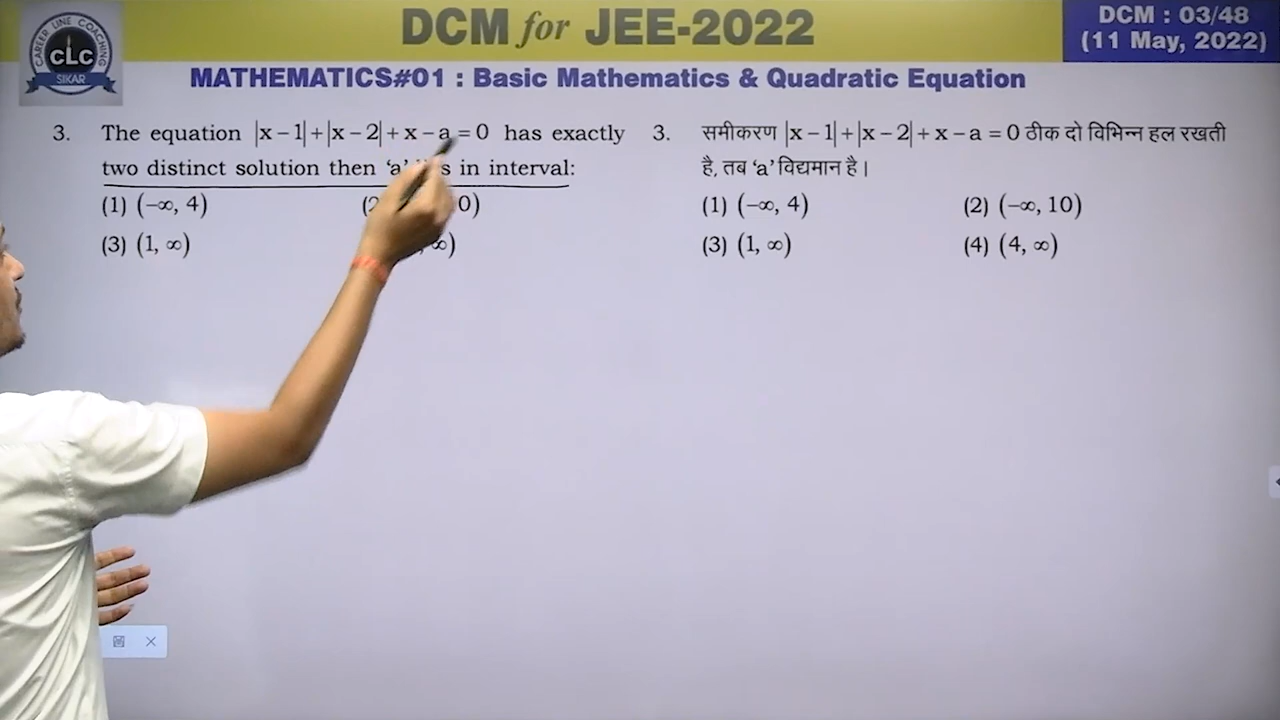 DCM for JEE-2022
DCM : 03/48
(11 May, 2022)
CAREER LINE COACHING
CLC
SIKAR
MATHEMATICS#01 : Basic Mathematics & Quadratic Equation
3. The equation |x – 1| + |x – 2| + x – a = 0 has exactly
two distinct solution then 'a' in interval:
(1) (–∞, 4)
(3) (1, ∞) ∞)
3. समीकरण |x – 1| + |x – 2| + x – a = 0 ठीक दो विभिन्न हल रखती
है, तब 'a' विद्यमान है।
(1) (–∞, 4) (2) (–∞, 10)
(3) (1, ∞) (4) (4, ∞)